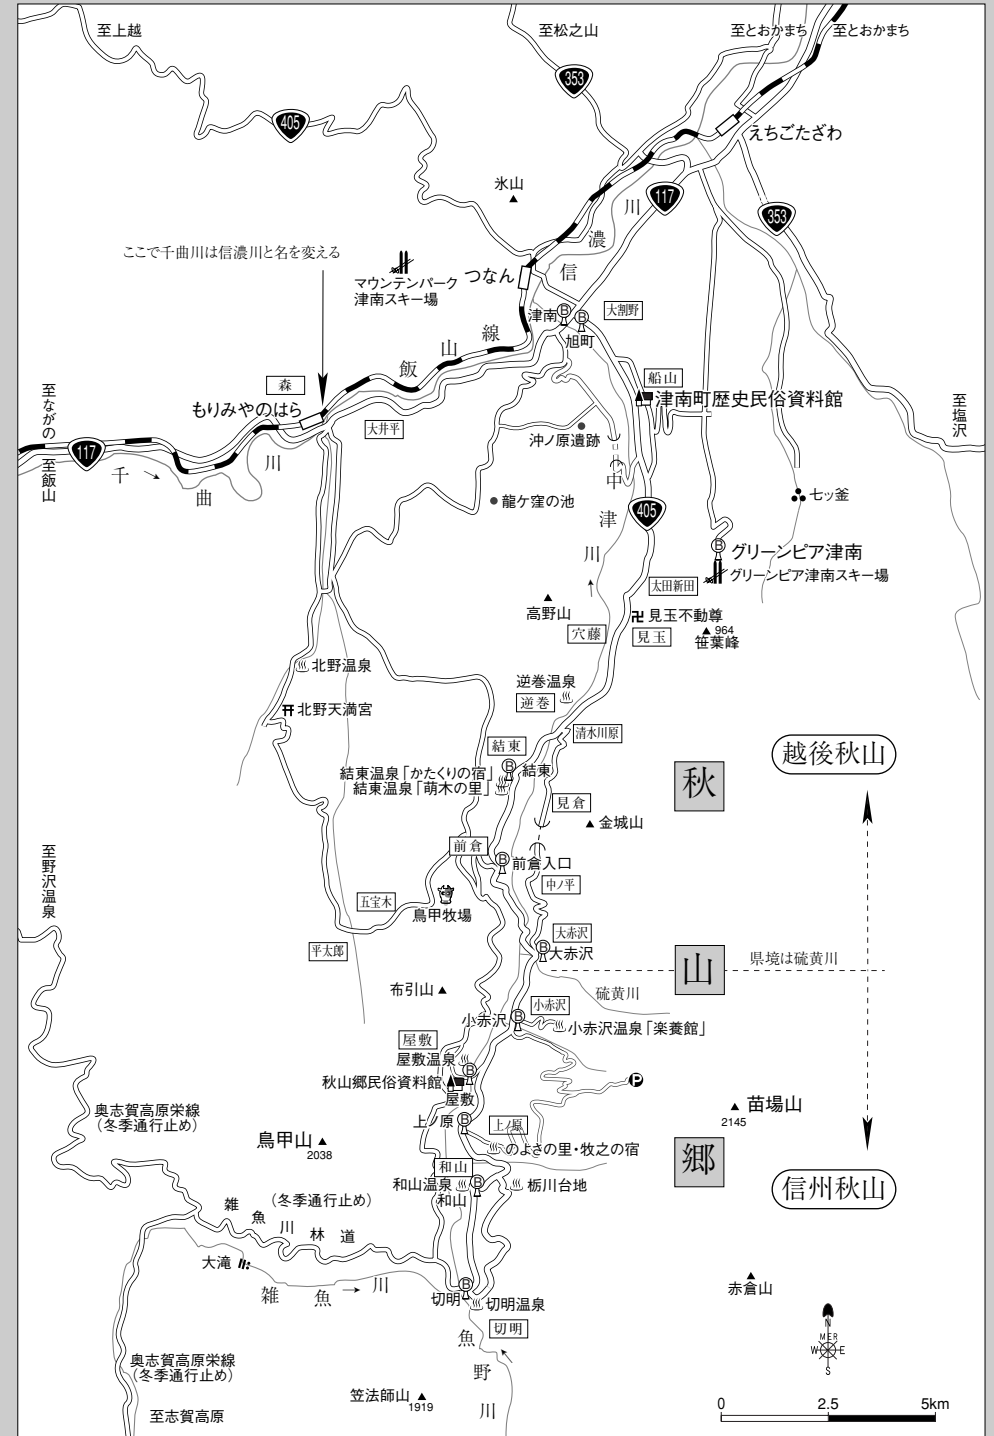 至上越
至松之山
至とおかまち
至とおかまち
353
405
えちごたざわ
氷山
117
353
川
濃
信
ここで千曲川は信濃川と名を変える
マウンテンパーク
津南スキー場
つなん
津南
旭町
大割野
飯
山
線
森
船山
津南町歴史民俗資料館
至ながの
至飯山
至塩沢
もりみやのはら
大井平
沖ノ原遺跡
117
千
曲
川
龍ケ窪の池
中
津
川
405
七ッ釜
グリーンピア津南
グリーンピア津南スキー場
太田新田
高野山
見玉不動尊
964
笹葉峰
穴藤
見玉
北野温泉
逆巻温泉
逆巻
北野天満宮
清水川原
結東
結東
越後秋山
結東温泉「かたくりの宿」
結東温泉「萌木の里」
秋
見倉
金城山
前倉
前倉入口
至野沢温泉
中ノ平
五宝木
鳥甲牧場
大赤沢
大赤沢
平太郎
山
県境は硫黄川
布引山
硫黄川
小赤沢
小赤沢
小赤沢温泉「楽養館」
屋敷
屋敷温泉
秋山郷民俗資料館
屋敷
P
奥志賀高原栄線
(冬季通行止め)
苗場山
2145
上ノ原
上ノ原
鳥甲山
2038
のよさの里・牧之の宿
郷
和山
和山温泉
和山
栃川台地
信州秋山
(冬季通行止め)
雑
魚
川
林
道
大滝
雑
魚
川
切明
切明温泉
切明
赤倉山
魚
野
川
N
MER
W
E
S
奥志賀高原栄線
(冬季通行止め)
笠法師山
1919
至志賀高原
0
2.5
5km